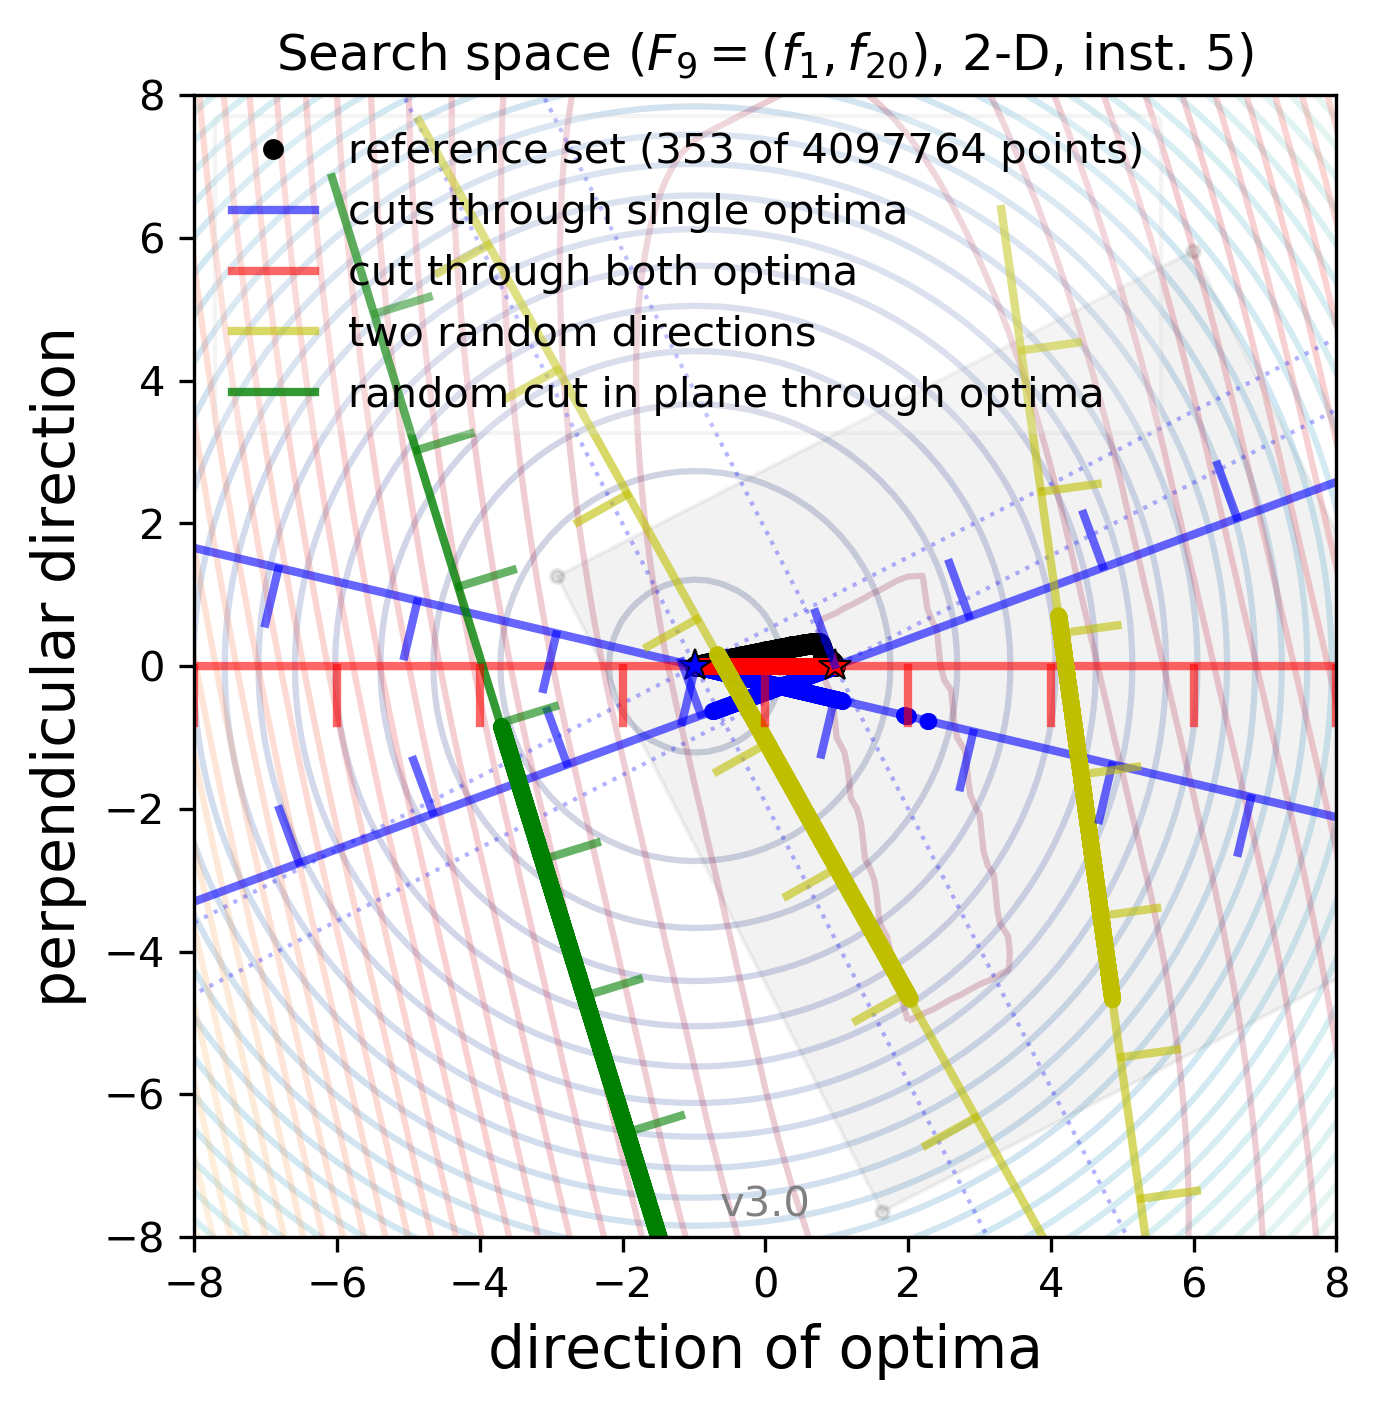 Search space (F₉ = (f₁, f₂₀), 2-D, inst. 5)
reference set (353 of 4097764 points)
cuts through single optima
cut through both optima
two random directions
random cut in plane through optima
8
6
4
2
0
−2
−4
−6
−8
perpendicular direction
v3.0
−8 −6 −4 −2 0 2 4 6 8
direction of optima